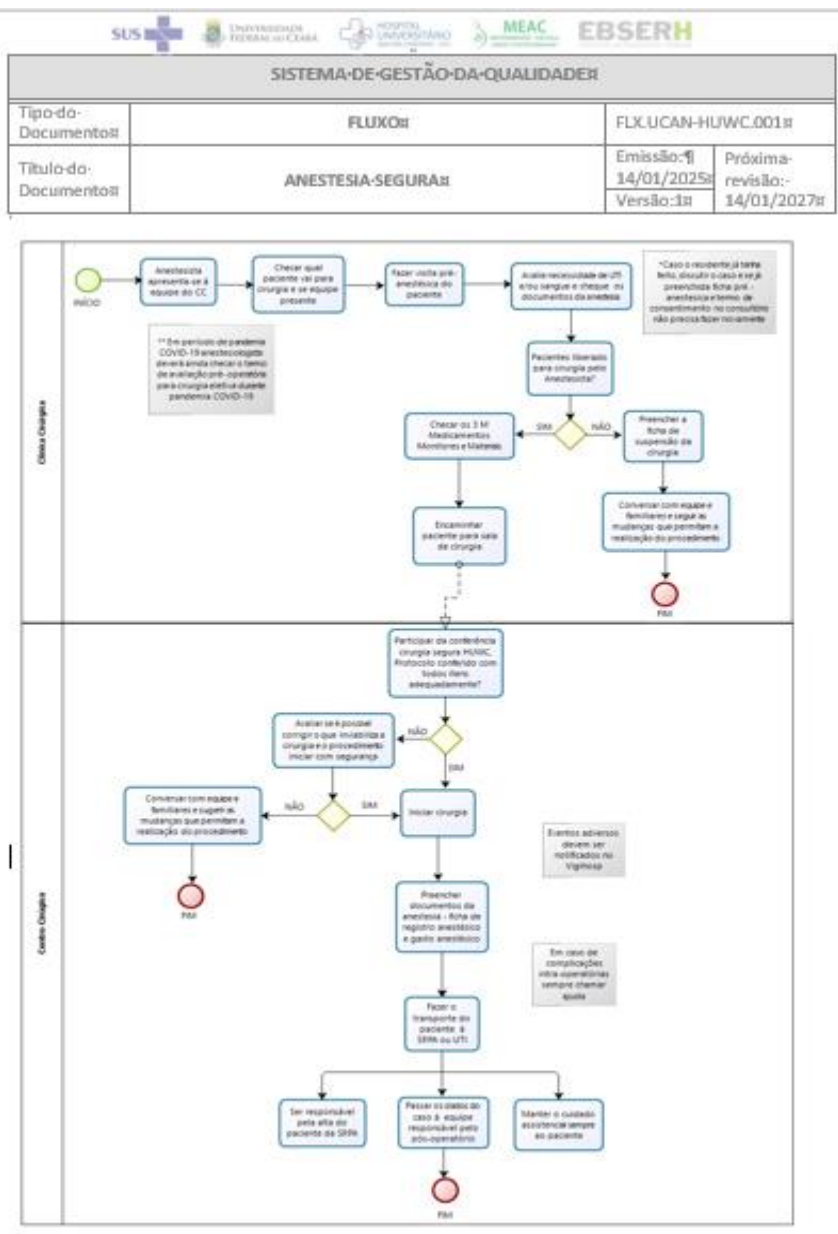 SUS
UNIVERSIDADE
FEDERAL DO CEARÁ
HOSPITAL
UNIVERSITÁRIO
MEAC
EBSERH
SISTEMA·DE·GESTÃO·DA·QUALIDADE¤
Tipo·do·
Documento¤
FLUXO¤
FLX.UCAN-HUWC.001¤
Título·do·
Documento¤
ANESTESIA·SEGURA¤
Emissão:¶
14/01/2025¤
Versão:1¤
Próxima·
revisão:·
14/01/2027¤
Clínica Cirúrgica
INÍCIO
Anestesista
apresenta-se à
equipe do CC
Checar qual
paciente vai para
cirurgia e se equipe
presente
Fazer visita pré-
anestésica do
paciente
Avalie necessidade de UTI
e/ou sangue e cheque os
documentos da anestesia
*Caso o residente já tenha
feito, discutir o caso e se já
preenchida ficha pré -
anestesica e termo de
consentimento no consultório
não precisa fazer novamente
** Em período de pandemia
COVID-19 anestesiologista
deverá ainda checar o termo
de avaliação pré- operatória
para cirurgia eletiva durante
pandemia COVID-19
Pacientes liberado
para cirurgia pelo
Anestesista?
SIM
NÃO
Checar os 3 M
Medicamentos
Monitores e Materiais
Preencher a
ficha de
suspensão da
cirurgia
Encaminhar
paciente para sala
de cirurgia
Conversar com equipe e
familiares e segue as
mudanças que permitam a
realização do procedimento
FIM
Centro Cirúrgico
Participar da conferência
cirurgia segura HUWC.
Protocolo conferido com
todos itens
adequadamente?
NÃO
SIM
Avaliar se é possível
corrigir o que inviabiliza a
cirurgia e o procedimento
iniciar com segurança
NÃO
SIM
Conversar com equipe e
familiares e sugerir as
mudanças que permitam a
realização do procedimento
FIM
Iniciar cirurgia
Eventos adversos
devem ser
notificados no
Vigihosp
Preencher
documentos da
anestesia - ficha de
registro anestésico
e gasto anestésico
Em caso de
complicações
intra-operatórias
sempre chamar
ajuda
Fazer o
transporte do
paciente à
SRPA ou UTI
Ser responsável
pela alta do
paciente da SRPA
Passar os dados do
caso à equipe
responsável pelo
pós-operatório
Manter o cuidado
assistencial sempre
ao paciente
FIM